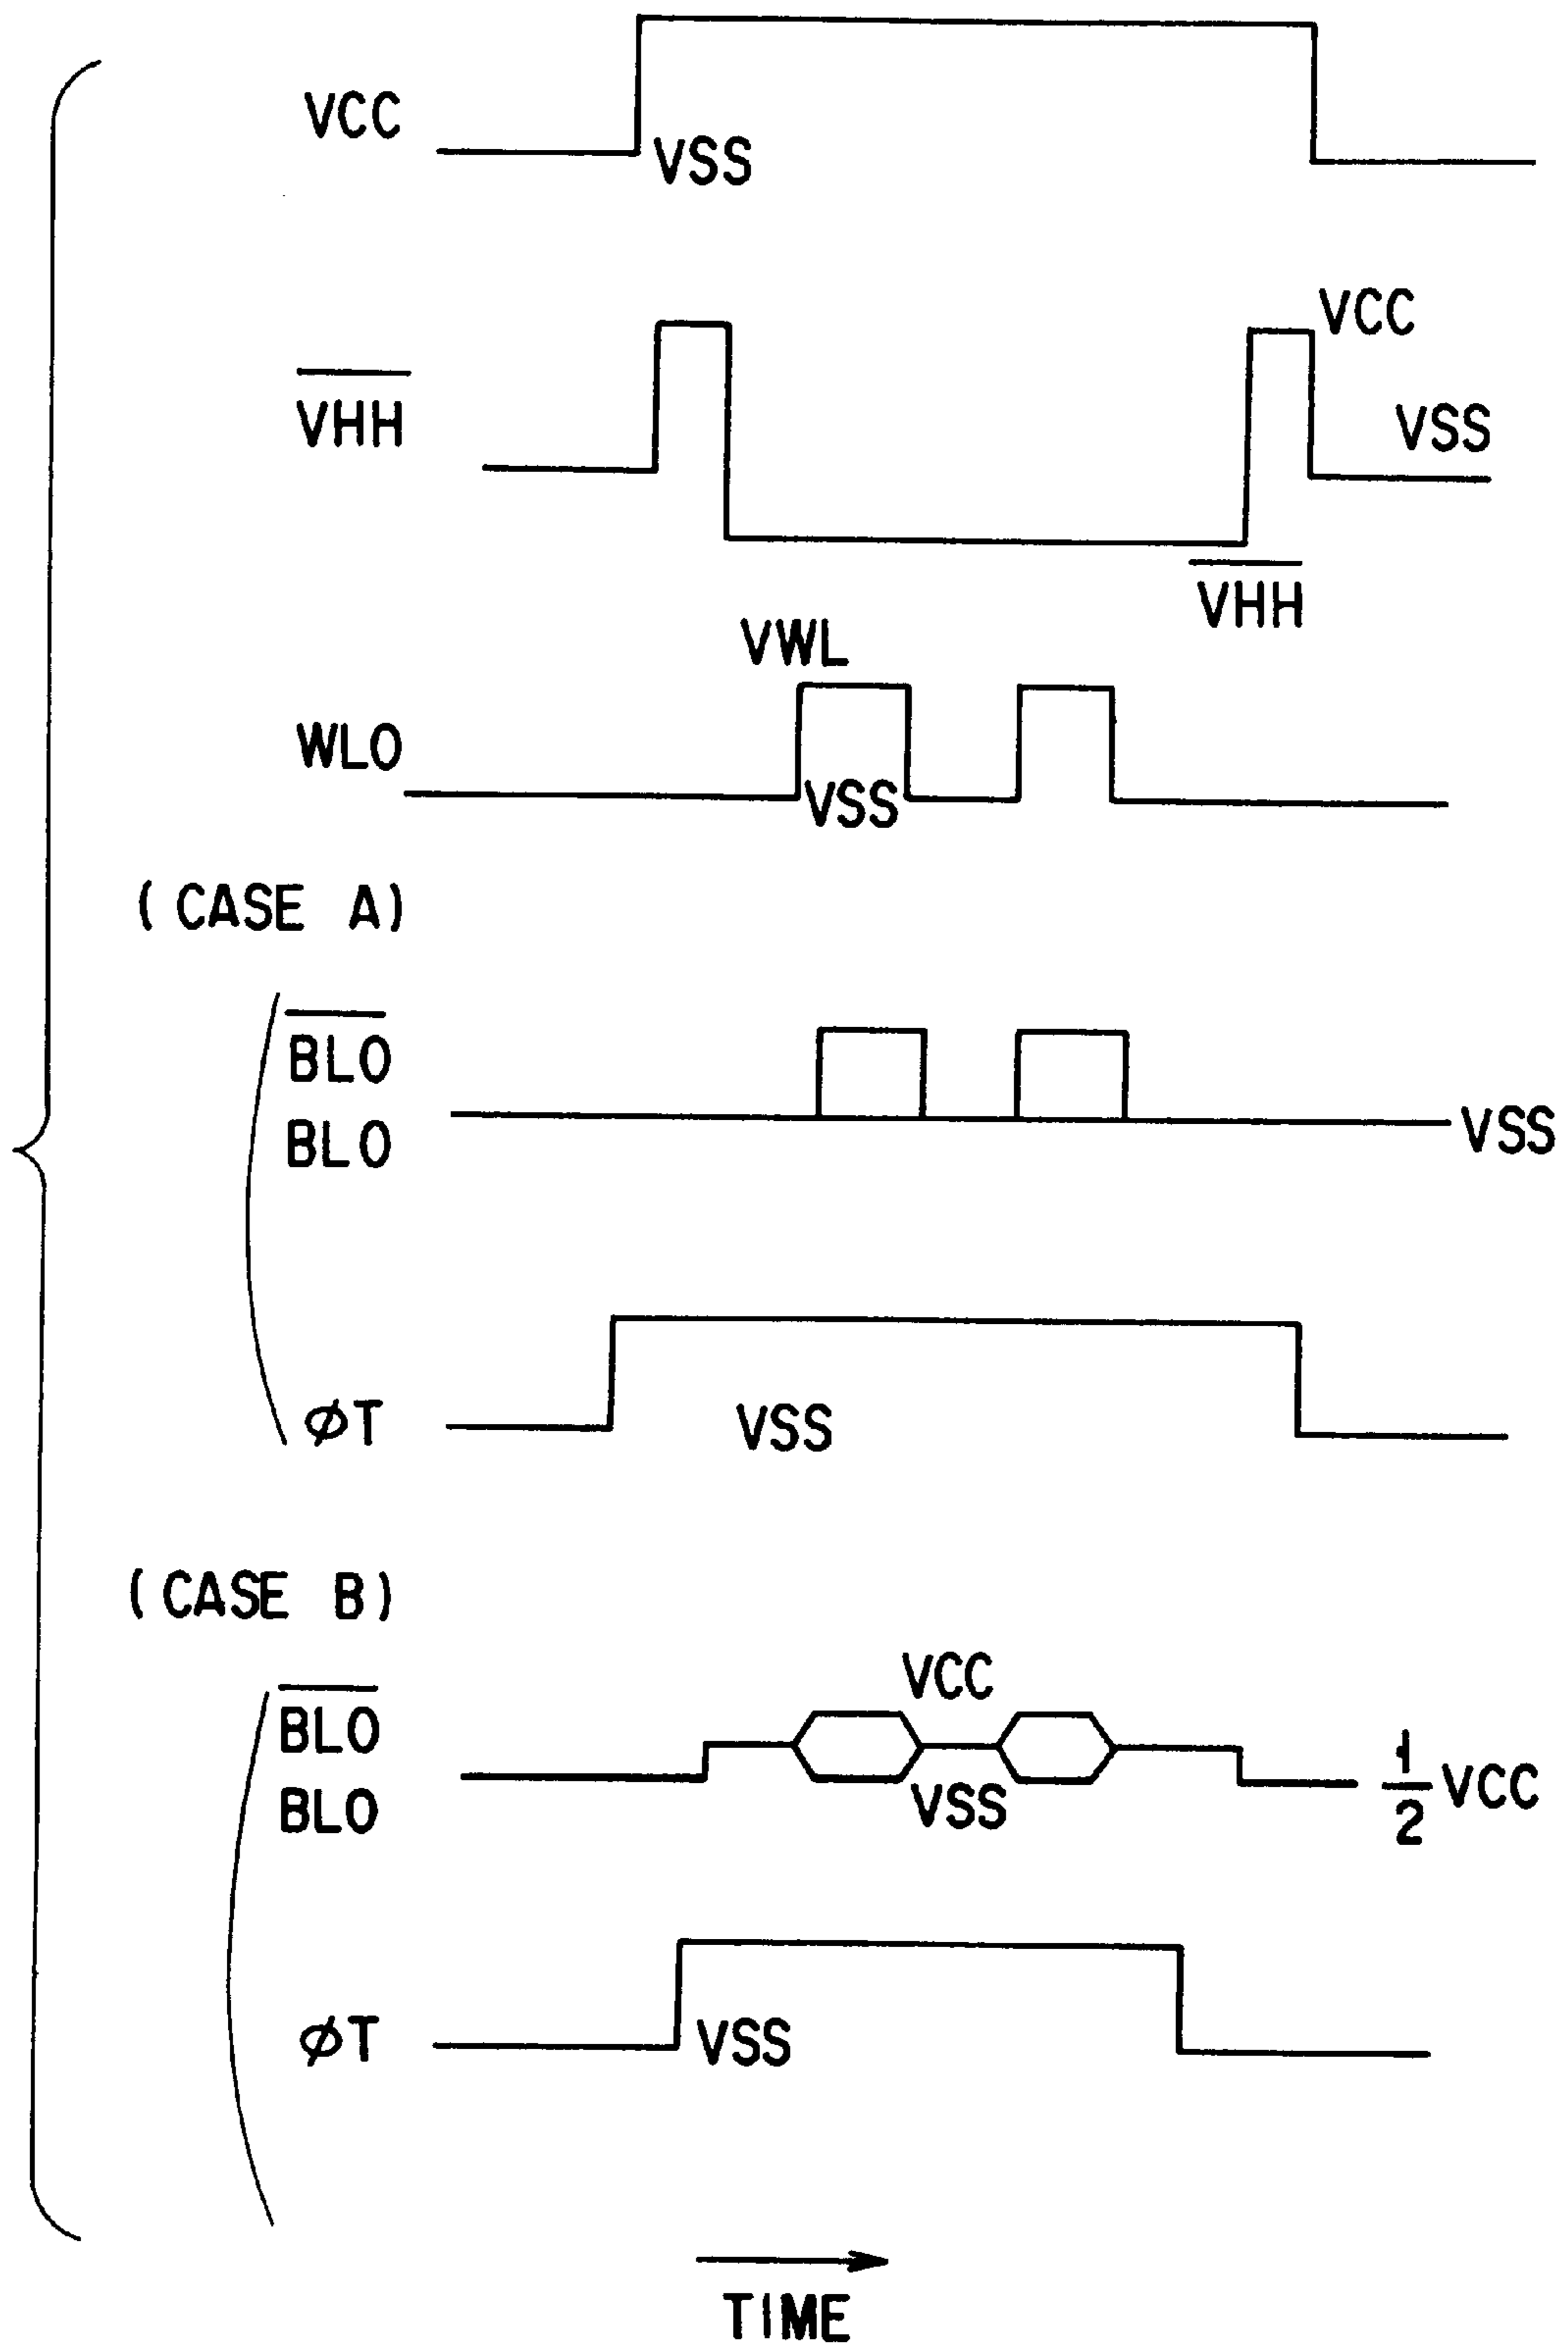 VCC
VSS
VCC
VHH
VSS
VHH
VWL
WLO
VSS
(CASE A)
BLO
BLO
VSS
ØT
VSS
(CASE B)
VCC
BLO
BLO
VSS
1/2 VCC
ØT
VSS
TIME